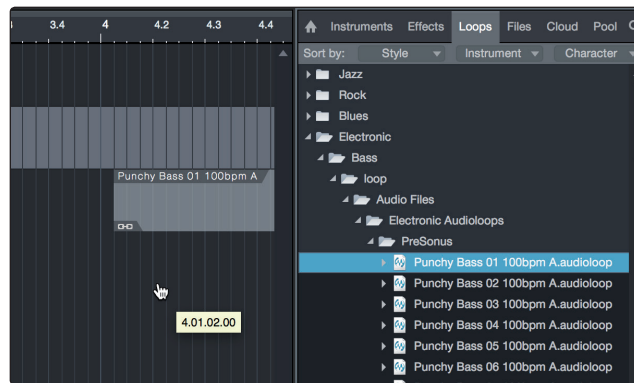 3.4 4 4.2 4.3 4.4
Instruments Effects Loops Files Cloud Pool
Sort by: Style Instrument Character
Jazz
Rock
Blues
Electronic
Bass
loop
Audio Files
Electronic Audioloops
PreSonus
Punchy Bass 01 100bpm A.audioloop
Punchy Bass 02 100bpm A.audioloop
Punchy Bass 03 100bpm A.audioloop
Punchy Bass 04 100bpm A.audioloop
Punchy Bass 05 100bpm A.audioloop
Punchy Bass 06 100bpm A.audioloop
Punchy Bass 01 100bpm A
4.01.02.00